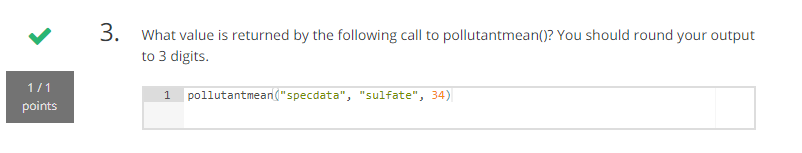 3. What value is returned by the following call to pollutantmean()? You should round your output
to 3 digits.
1 / 1
points
1 pollutantmean("specdata", "sulfate", 34)